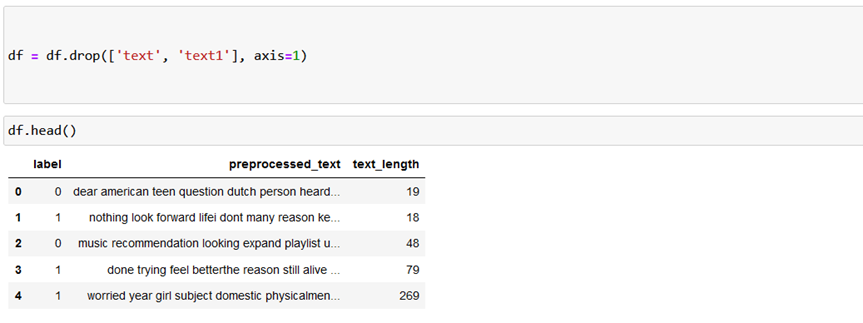 df = df.drop(['text', 'text1'], axis=1)
df.head()
label preprocessed_text text_length
0 0 dear american teen question dutch person heard... 19
1 1 nothing look forward lifei dont many reason ke... 18
2 0 music recommendation looking expand playlist u... 48
3 1 done trying feel betterthe reason still alive ... 79
4 1 worried year girl subject domestic physicalmen... 269